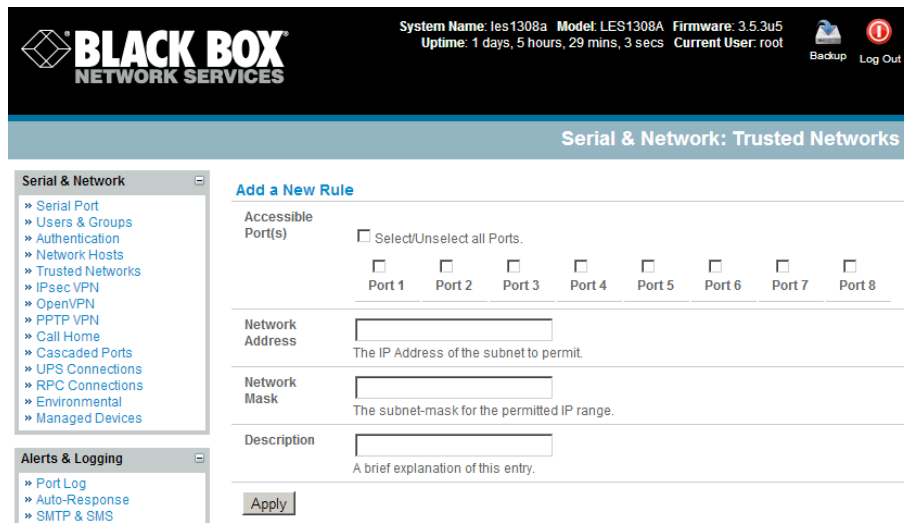 BLACK BOX®
NETWORK SERVICES
System Name: les1308a Model: LES1308A Firmware: 3.5.3u5
Uptime: 1 days, 5 hours, 29 mins, 3 secs Current User: root
Backup
Log Out
Serial & Network: Trusted Networks
Serial & Network
» Serial Port
» Users & Groups
» Authentication
» Network Hosts
» Trusted Networks
» IPsec VPN
» OpenVPN
» PPTP VPN
» Call Home
» Cascaded Ports
» UPS Connections
» RPC Connections
» Environmental
» Managed Devices
Alerts & Logging
» Port Log
» Auto-Response
» SMTP & SMS
Add a New Rule
Accessible
Port(s)
Select/Unselect all Ports.
Port 1 Port 2 Port 3 Port 4 Port 5 Port 6 Port 7 Port 8
Network
Address
The IP Address of the subnet to permit.
Network
Mask
The subnet-mask for the permitted IP range.
Description
A brief explanation of this entry.
Apply